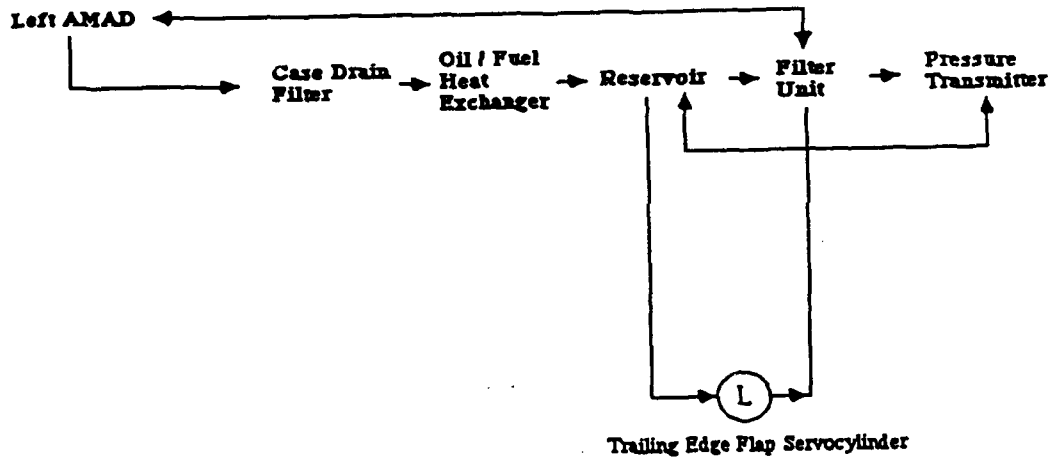 Left AMAD
Case Drain
Filter
Oil / Fuel
Heat
Exchanger
Reservoir
Filter
Unit
Pressure
Transmitter
L
Trailing Edge Flap Servocylinder